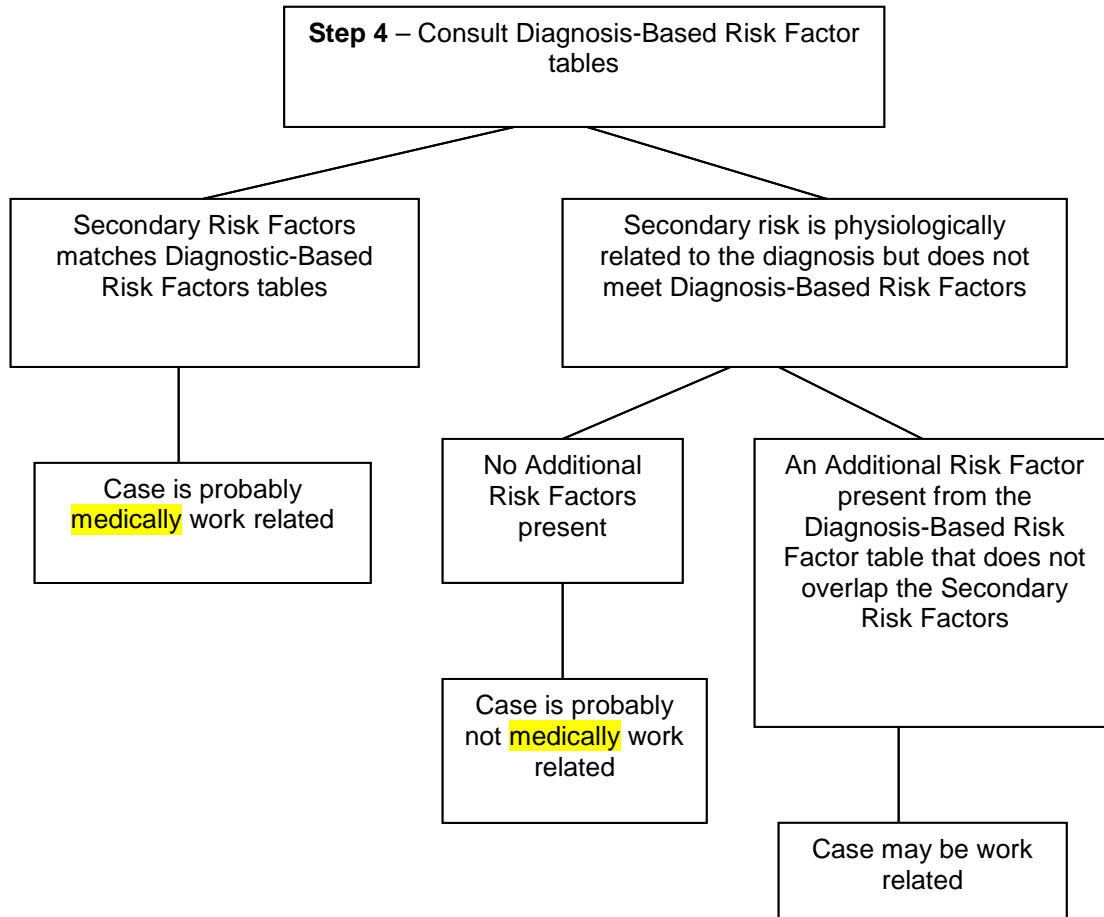 Step 4 – Consult Diagnosis-Based Risk Factor
tables
Secondary Risk Factors
matches Diagnostic-Based
Risk Factors tables
Secondary risk is physiologically
related to the diagnosis but does not
meet Diagnosis-Based Risk Factors
Case is probably
medically work related
No Additional
Risk Factors
present
An Additional Risk Factor
present from the
Diagnosis-Based Risk
Factor table that does not
overlap the Secondary
Risk Factors
Case is probably
not medically work
related
Case may be work
related